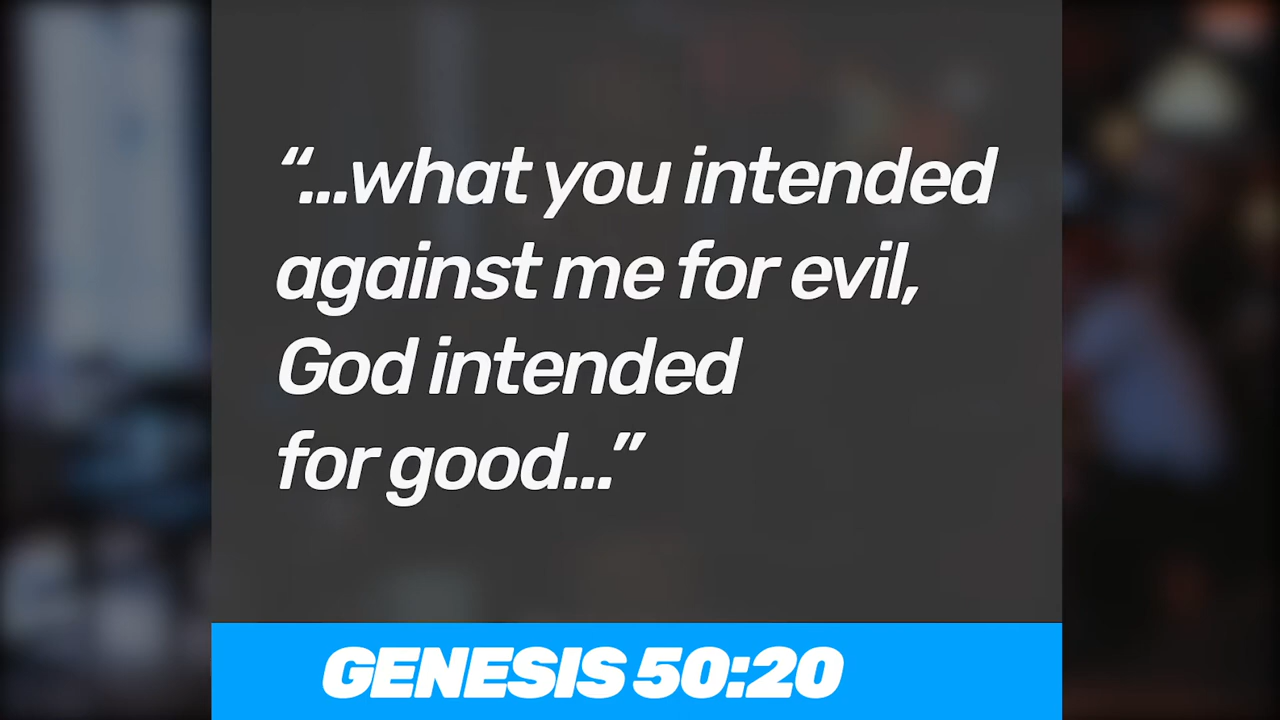 “...what you intended
against me for evil,
God intended
for good...”
GENESIS 50:20